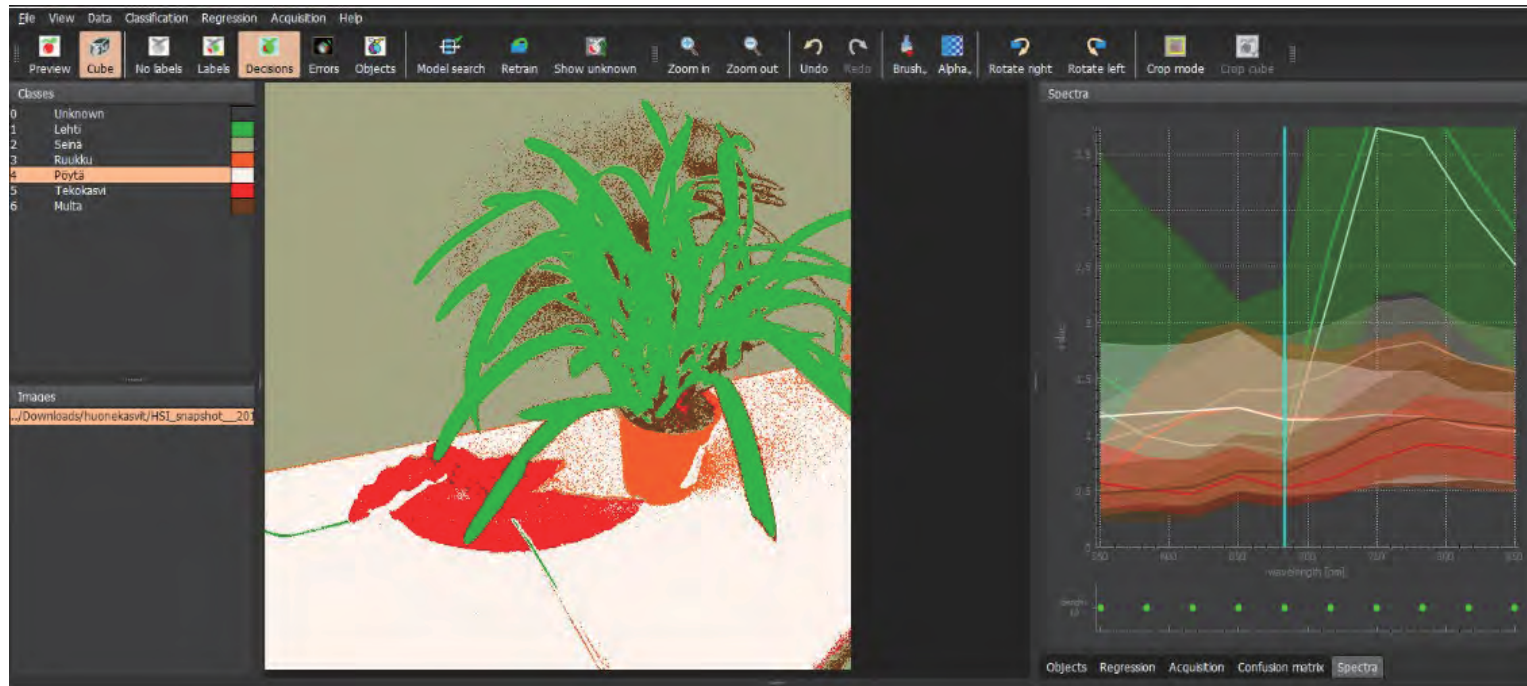 File View Data Classification Regression Acquisition Help
Preview Cube No labels Labels Decisions Errors Objects Model search Retrain Show unknown Zoom in Zoom out Undo Redo Brush Alpha Rotate right Rotate left Crop mode Crop cube
Classes
0 Unknown
1 Lehti
2 Seinä
3 Ruukku
4 Pöytä
5 Tekokasvi
6 Multa
Images
../Downloads/huonekasvit/HSI_snapshot__201
Spectra
value
wavelength [nm]
Objects Regression Acquisition Confusion matrix Spectra